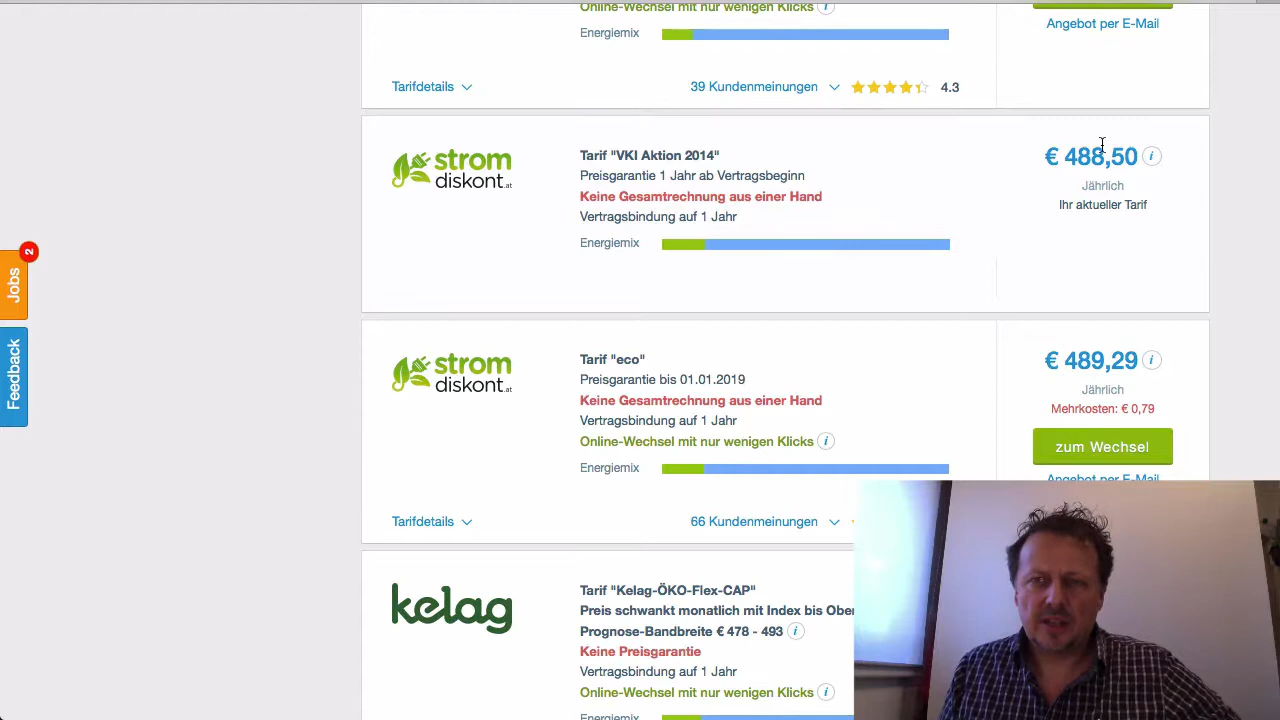 Online-Wechsel mit nur wenigen Klicks i
Energiemix
Angebot per E-Mail
Tarifdetails
39 Kundenmeinungen 4.3
strom
diskont.at
Tarif "VKI Aktion 2014"
Preisgarantie 1 Jahr ab Vertragsbeginn
Keine Gesamtrechnung aus einer Hand
Vertragsbindung auf 1 Jahr
Energiemix
€ 488,50 i
Jährlich
Ihr aktueller Tarif
2
Jobs
Feedback
strom
diskont.at
Tarif "eco"
Preisgarantie bis 01.01.2019
Keine Gesamtrechnung aus einer Hand
Vertragsbindung auf 1 Jahr
Online-Wechsel mit nur wenigen Klicks i
Energiemix
€ 489,29 i
Jährlich
Mehrkosten: € 0,79
zum Wechsel
Angebot per E-Mail
Tarifdetails
66 Kundenmeinungen
kelag
Tarif "Kelag-ÖKO-Flex-CAP"
Preis schwankt monatlich mit Index bis Ober
Prognose-Bandbreite € 478 - 493 i
Keine Preisgarantie
Vertragsbindung auf 1 Jahr
Online-Wechsel mit nur wenigen Klicks i
Energiemix